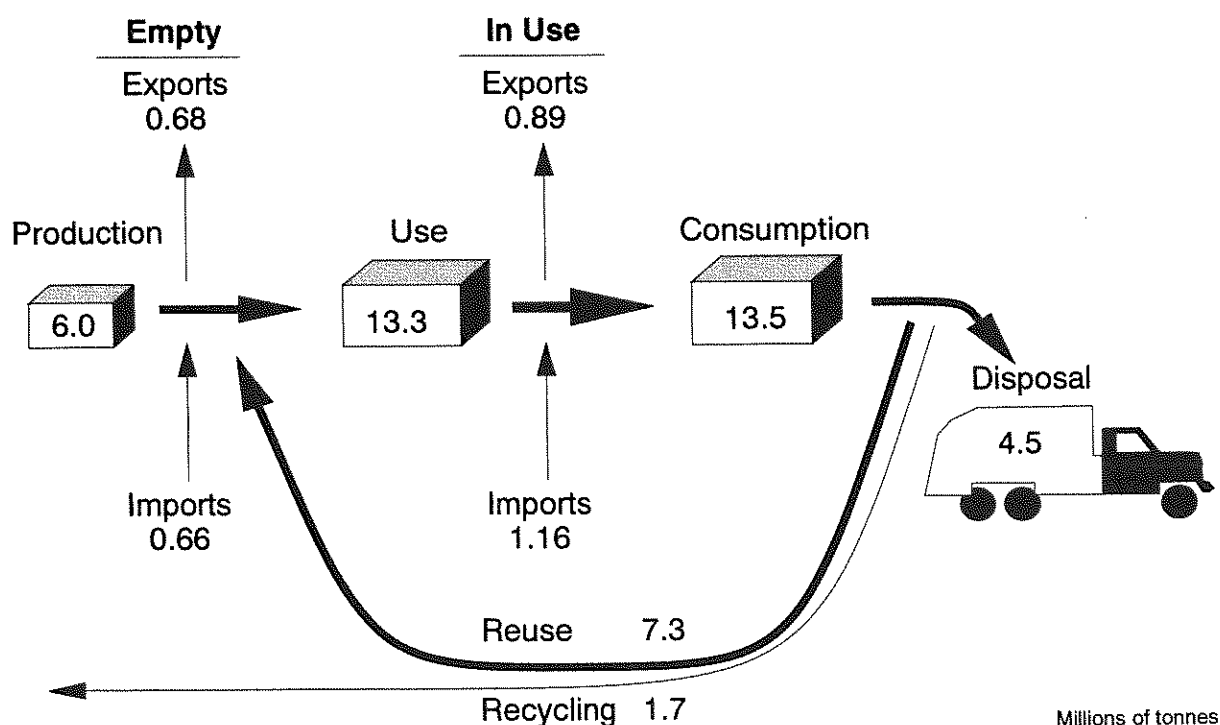 Empty
In Use
Exports
0.68
Exports
0.89
Production
Use
Consumption
6.0
13.3
13.5
Disposal
4.5
Imports
0.66
Imports
1.16
Reuse 7.3
Recycling 1.7
Millions of tonnes